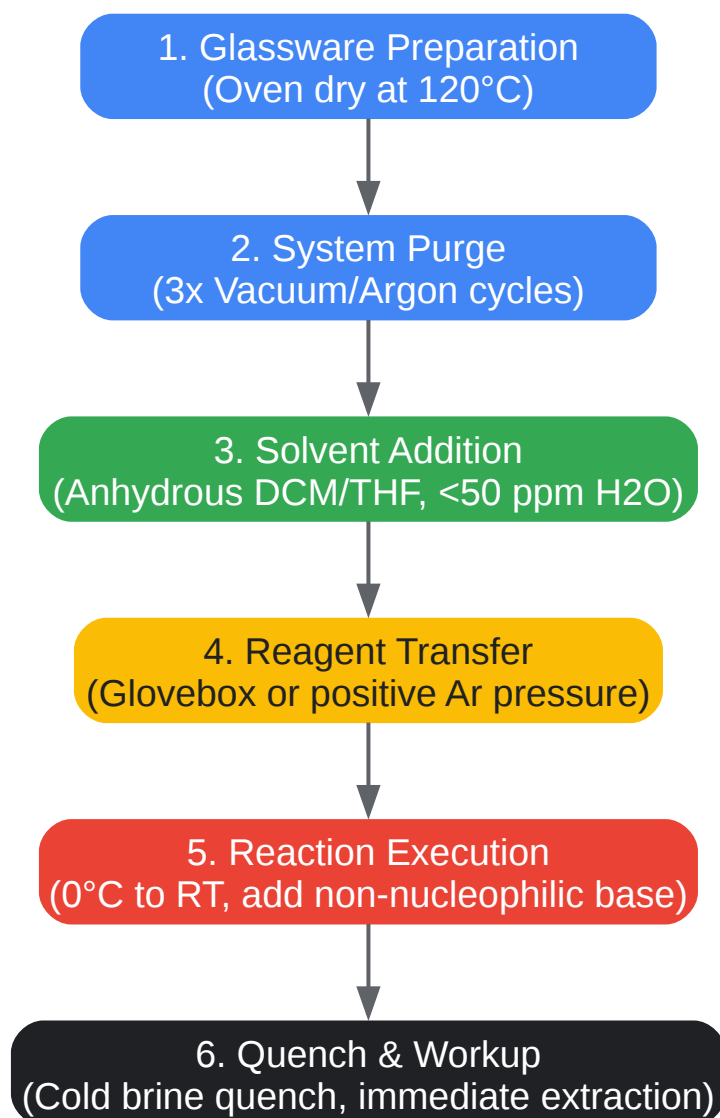 1. Glassware Preparation
(Oven dry at 120°C)
2. System Purge
(3x Vacuum/Argon cycles)
3. Solvent Addition
(Anhydrous DCM/THF, <50 ppm H2O)
4. Reagent Transfer
(Glovebox or positive Ar pressure)
5. Reaction Execution
(0°C to RT, add non-nucleophilic base)
6. Quench & Workup
(Cold brine quench, immediate extraction)